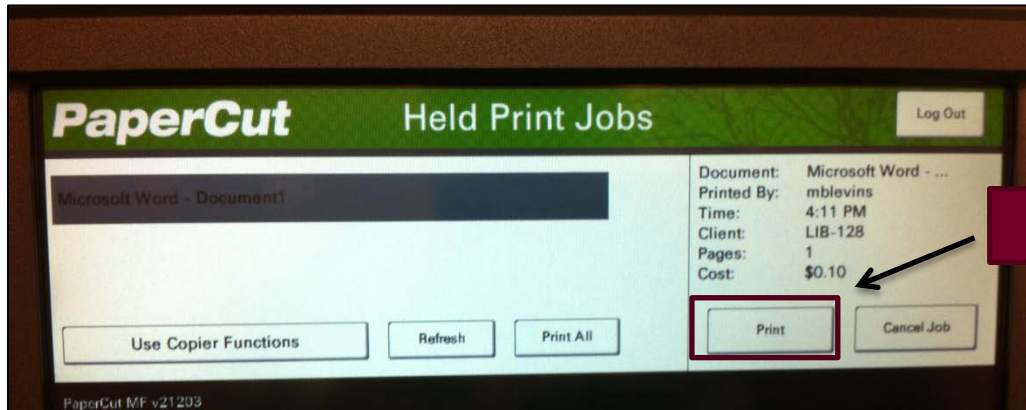 PaperCut Held Print Jobs Log Out
Microsoft Word - Document1
Document: Microsoft Word - ...
Printed By: mblevins
Time: 4:11 PM
Client: LIB-128
Pages: 1
Cost: $0.10
Use Copier Functions Refresh Print All Print Cancel Job
PaperCut MF v21203